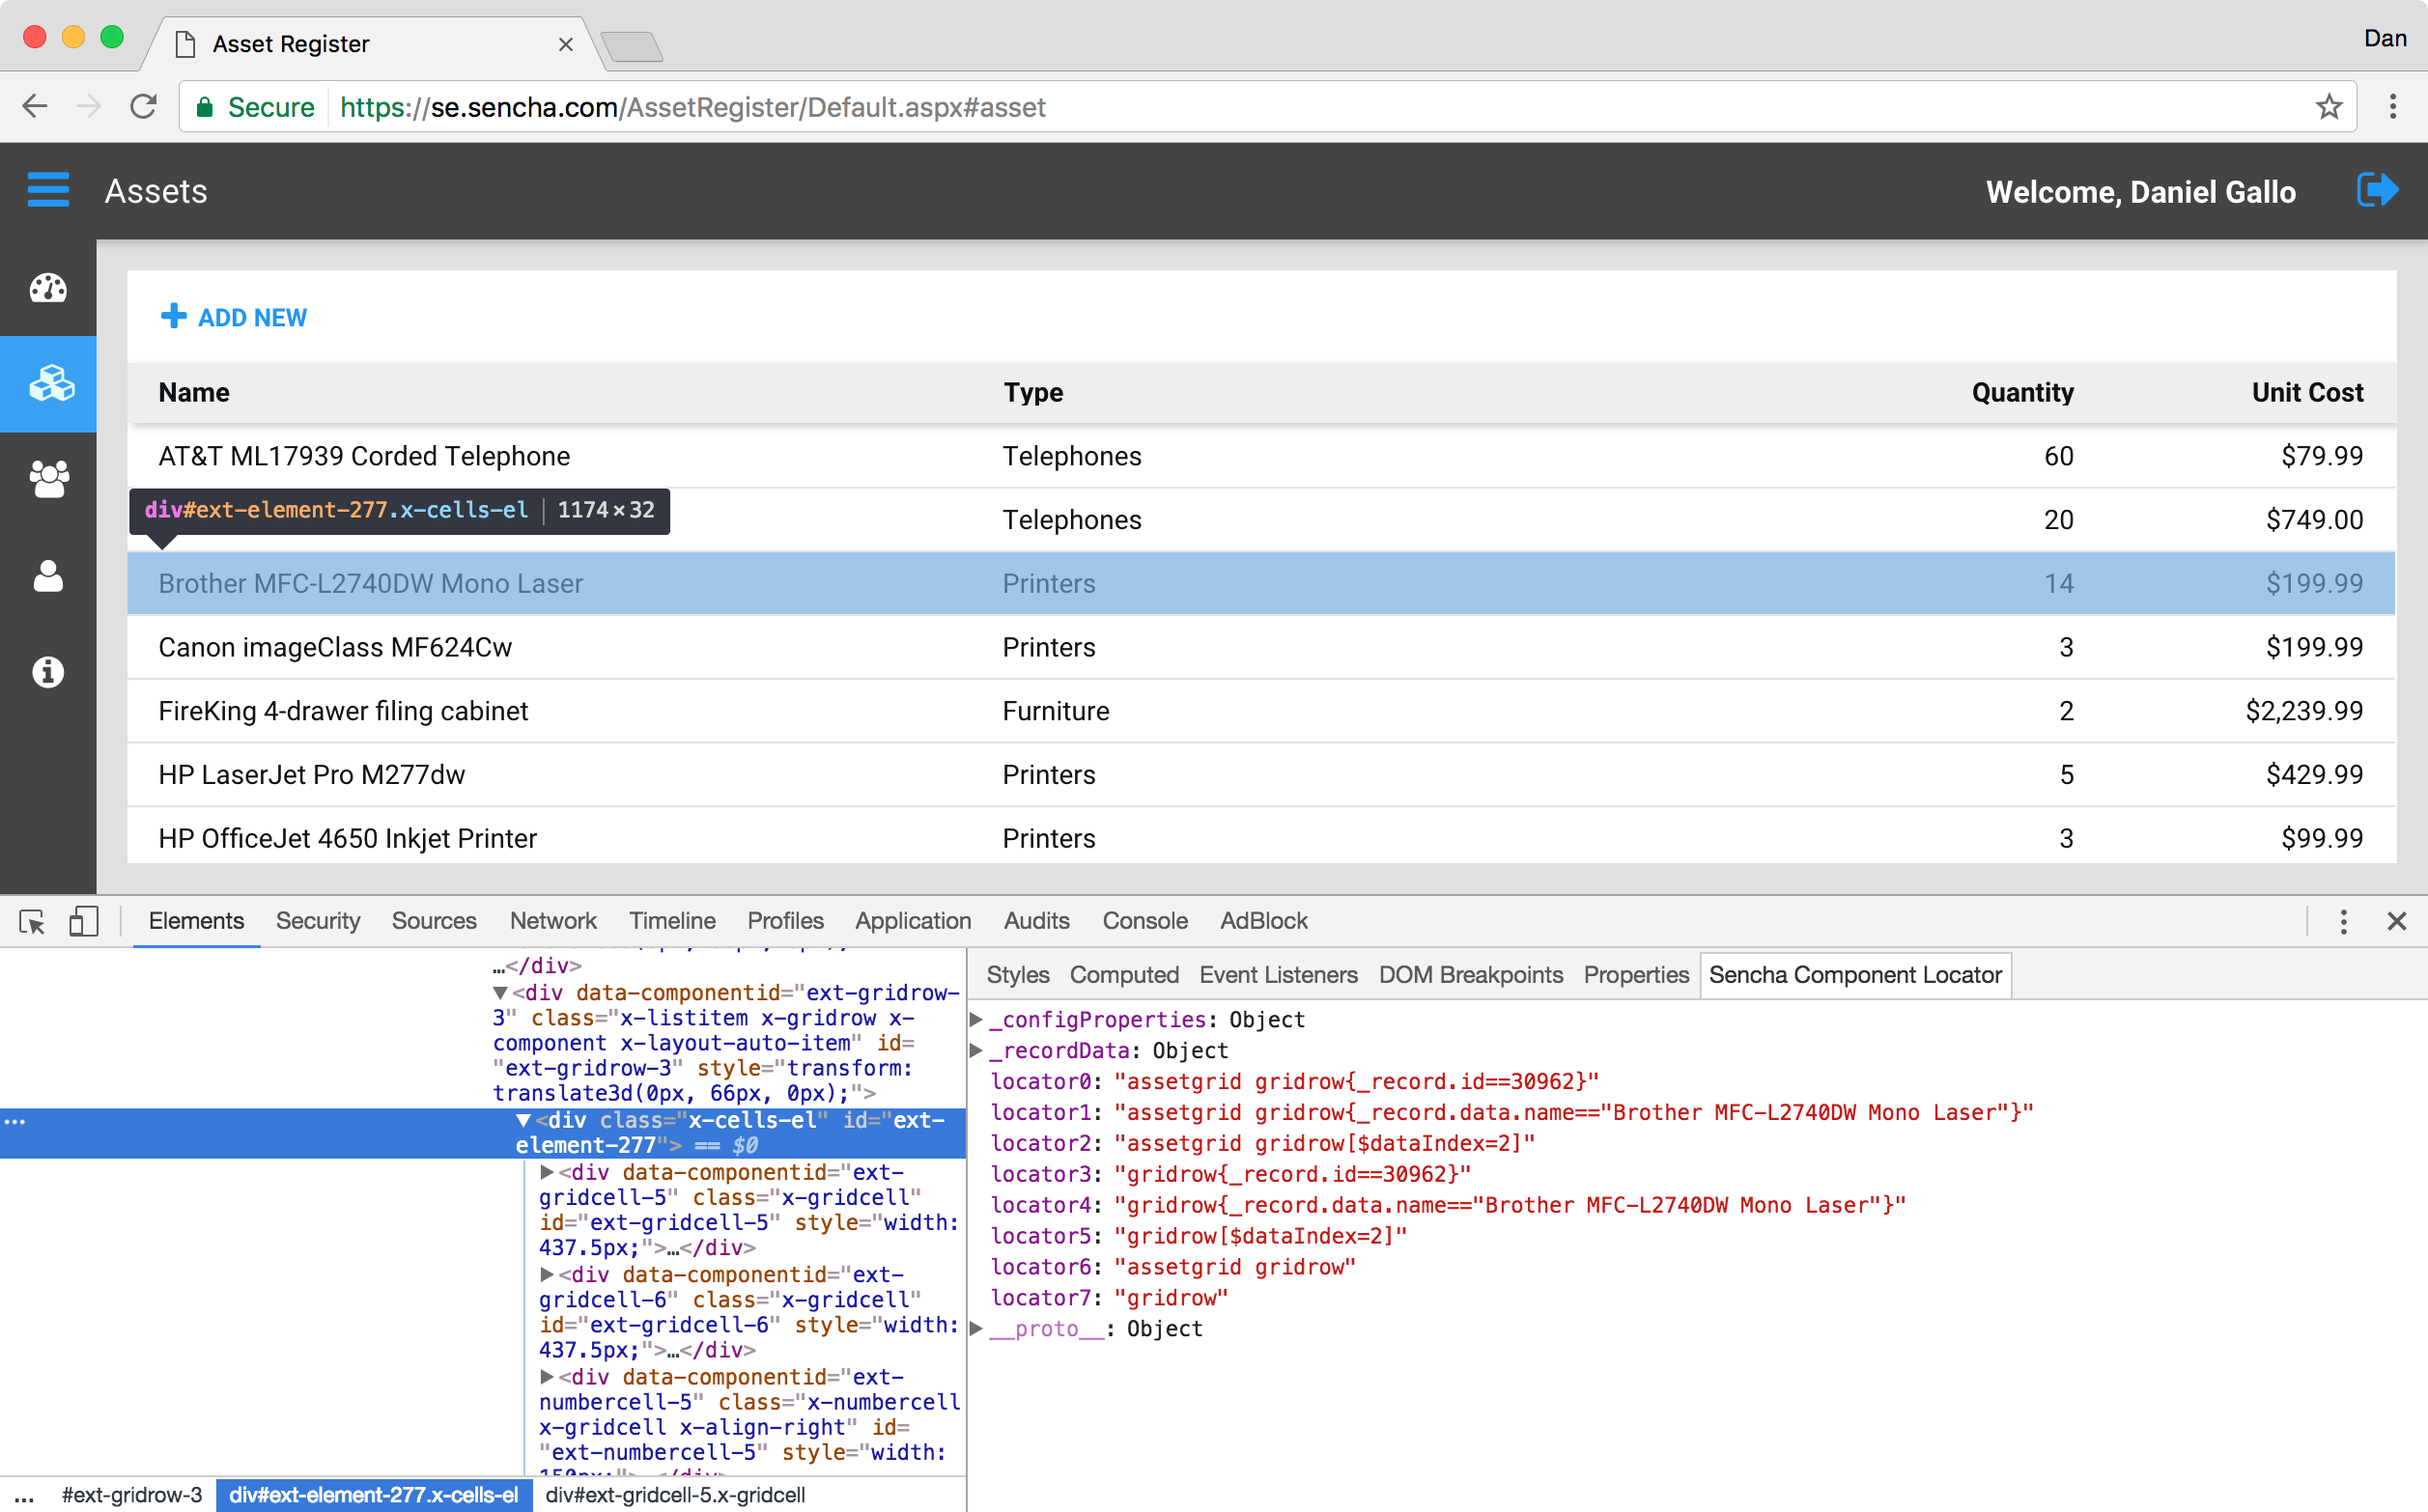 Asset Register
Dan
Secure https://se.sencha.com/AssetRegister/Default.aspx#asset
Assets
Welcome, Daniel Gallo
ADD NEW
Name Type Quantity Unit Cost
AT&T ML17939 Corded Telephone Telephones 60 $79.99
Telephones 20 $749.00
div#ext-element-277.x-cells-el 1174×32
Brother MFC-L2740DW Mono Laser Printers 14 $199.99
Canon imageClass MF624Cw Printers 3 $199.99
FireKing 4-drawer filing cabinet Furniture 2 $2,239.99
HP LaserJet Pro M277dw Printers 5 $429.99
HP OfficeJet 4650 Inkjet Printer Printers 3 $99.99
Elements Security Sources Network Timeline Profiles Application Audits Console AdBlock
…</div>
<div data-componentid="ext-gridrow-
3" class="x-listitem x-gridrow x-
component x-layout-auto-item" id=
"ext-gridrow-3" style="transform:
translate3d(0px, 66px, 0px);">
...
<div class="x-cells-el" id="ext-
element-277"> == $0
<div data-componentid="ext-
gridcell-5" class="x-gridcell"
id="ext-gridcell-5" style="width:
437.5px;">…</div>
<div data-componentid="ext-
gridcell-6" class="x-gridcell"
id="ext-gridcell-6" style="width:
437.5px;">…</div>
<div data-componentid="ext-
numbercell-5" class="x-numbercell
x-gridcell x-align-right" id=
"ext-numbercell-5" style="width:
... #ext-gridrow-3 div#ext-element-277.x-cells-el div#ext-gridcell-5.x-gridcell
Styles Computed Event Listeners DOM Breakpoints Properties Sencha Component Locator
_configProperties: Object
_recordData: Object
locator0: "assetgrid gridrow{_record.id==30962}"
locator1: "assetgrid gridrow{_record.data.name=="Brother MFC-L2740DW Mono Laser"}"
locator2: "assetgrid gridrow[$dataIndex=2]"
locator3: "gridrow{_record.id==30962}"
locator4: "gridrow{_record.data.name=="Brother MFC-L2740DW Mono Laser"}"
locator5: "gridrow[$dataIndex=2]"
locator6: "assetgrid gridrow"
locator7: "gridrow"
__proto__: Object